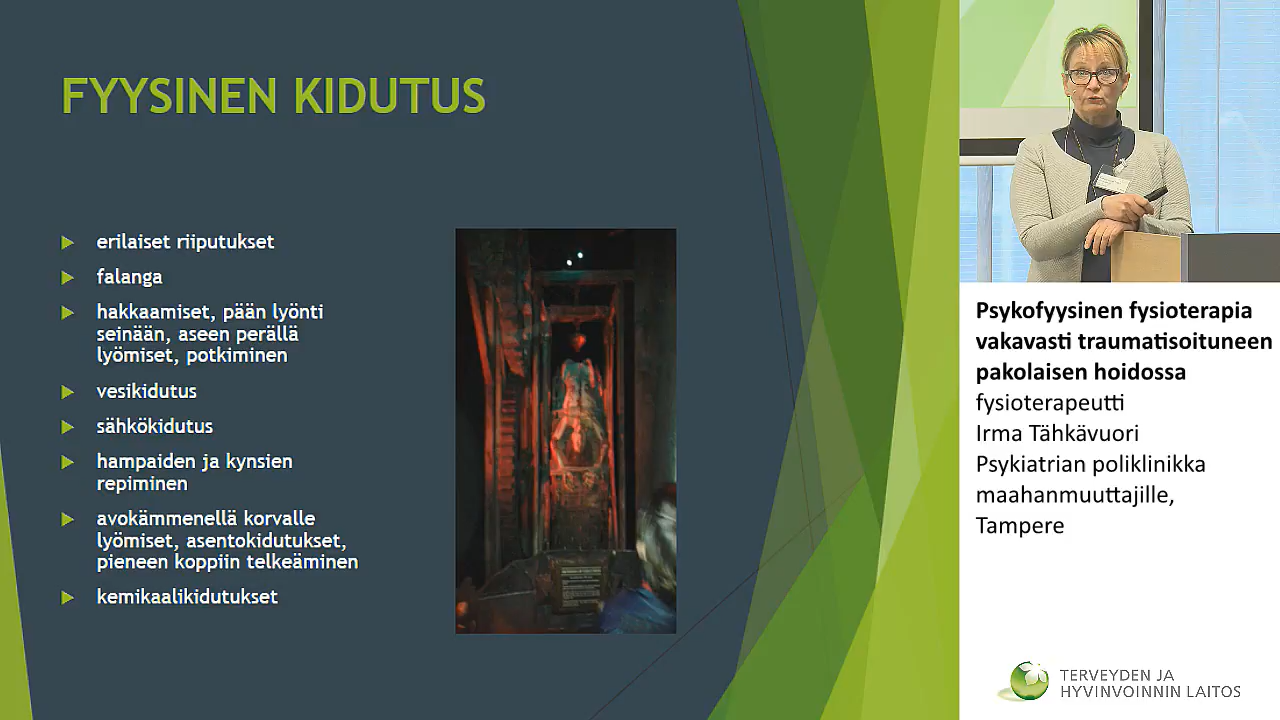 FYYSINEN KIDUTUS
erilaiset riiputukset
falanga
hakkaamiset, pään lyönti
seinään, aseen perällä
lyömiset, potkiminen
vesikidutus
sähkökidutus
hampaiden ja kynsien
repiminen
avokämmenellä korvalle
lyömiset, asentokidutukset,
pieneen koppiin telkeäminen
kemikaalikidutukset
Psykofyysinen fysioterapia
vakavasti traumatisoituneen
pakolaisen hoidossa
fysioterapeutti
Irma Tähkävuori
Psykiatrian poliklinikka
maahanmuuttajille,
Tampere
TERVEYDEN JA
HYVINVOINNIN LAITOS